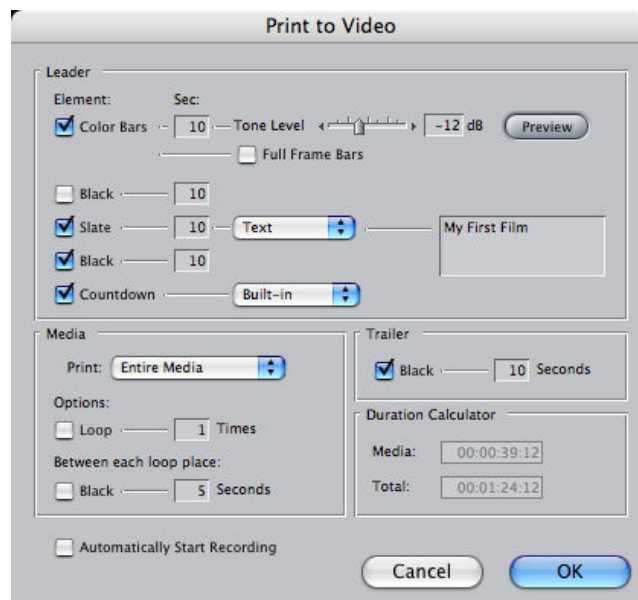 Print to Video
Leader
Element: Sec:
Color Bars 10 Tone Level -12 dB Preview
Full Frame Bars
Black 10
Slate 10 Text My First Film
Black 10
Countdown Built-in
Media
Print: Entire Media
Options:
Loop 1 Times
Between each loop place:
Black 5 Seconds
Trailer
Black 10 Seconds
Duration Calculator
Media: 00:00:39:12
Total: 00:01:24:12
Automatically Start Recording
Cancel OK